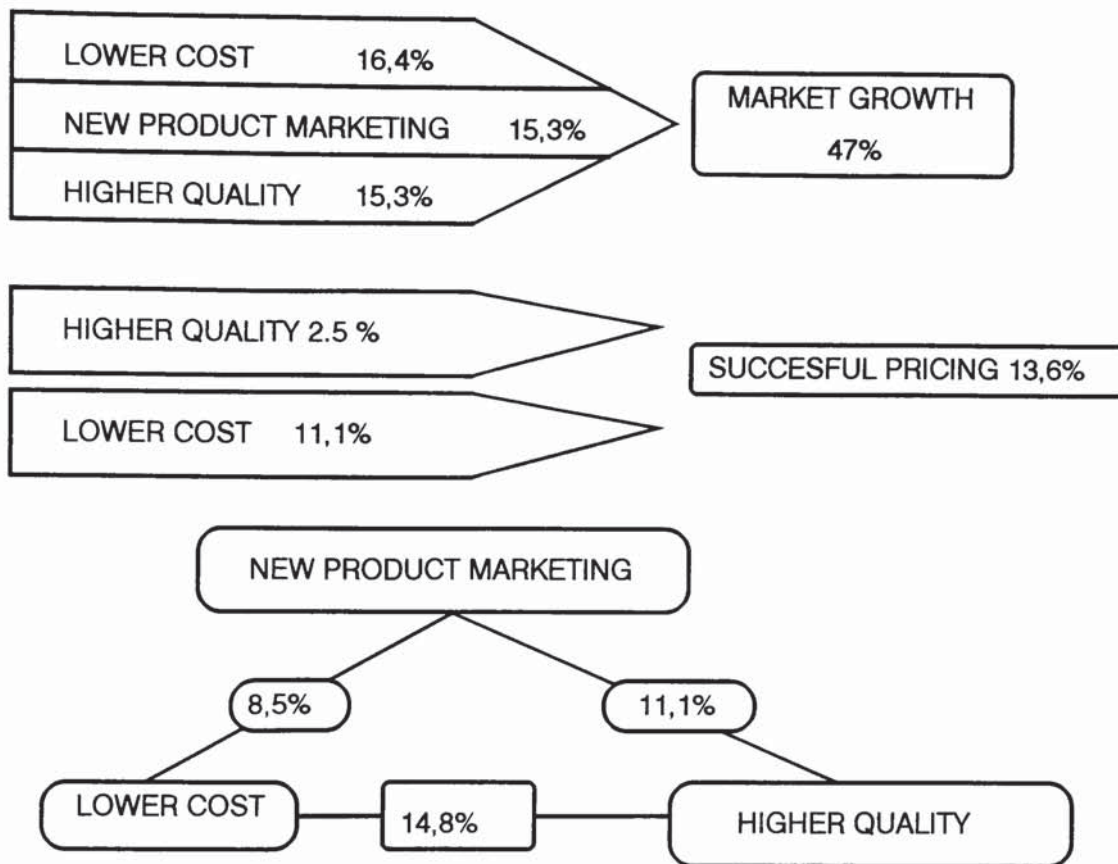 LOWER COST 16,4%
NEW PRODUCT MARKETING 15,3%
HIGHER QUALITY 15,3%
MARKET GROWTH
47%
HIGHER QUALITY 2.5 %
LOWER COST 11,1%
SUCCESFUL PRICING 13,6%
NEW PRODUCT MARKETING
8,5%
11,1%
LOWER COST
14,8%
HIGHER QUALITY